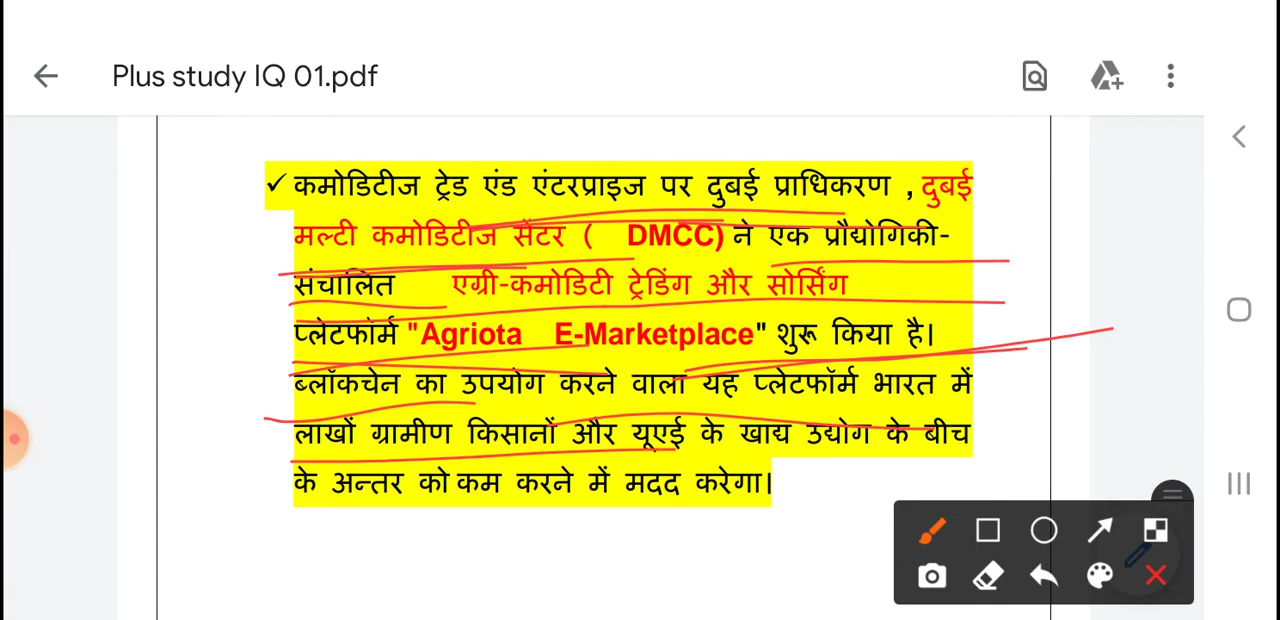 Plus study IQ 01.pdf
✓ कमोडिटीज ट्रेड एंड एंटरप्राइज पर दुबई प्राधिकरण , दुबई
मल्टी कमोडिटीज सेंटर ( DMCC) ने एक प्रौद्योगिकी-
संचालित एग्री-कमोडिटी ट्रेडिंग और सोर्सिंग
प्लेटफॉर्म "Agriota E-Marketplace" शुरू किया है।
ब्लॉकचेन का उपयोग करने वाला यह प्लेटफॉर्म भारत में
लाखों ग्रामीण किसानों और यूएई के खाद्य उद्योग के बीच
के अन्तर को कम करने में मदद करेगा।